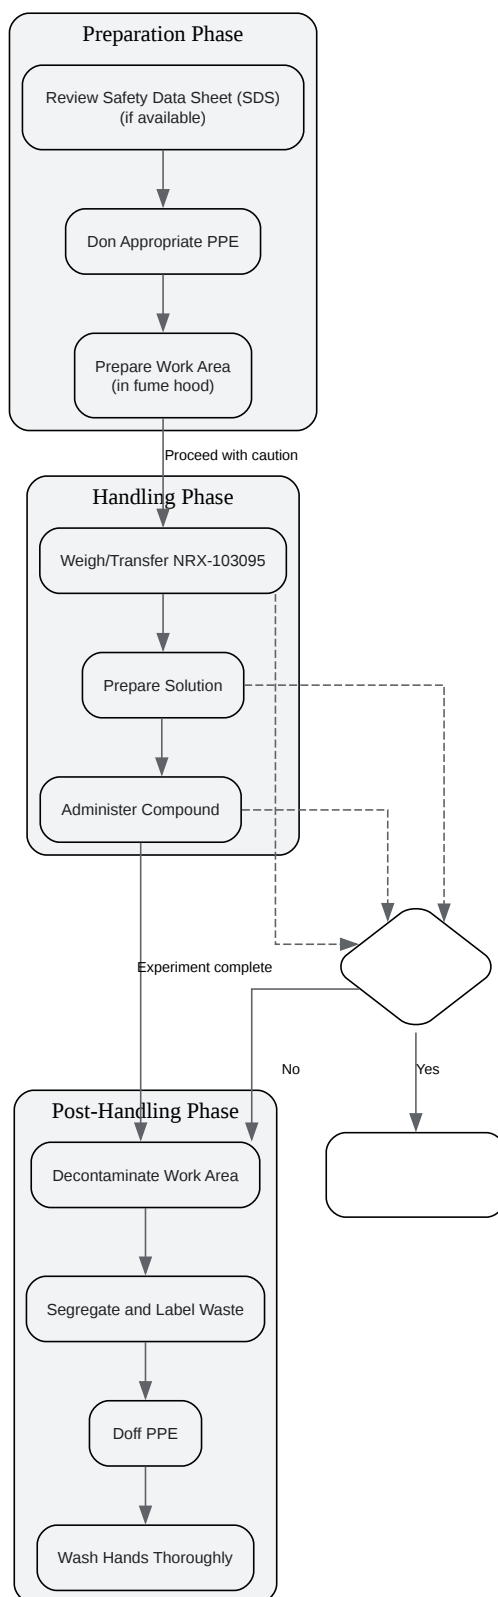 Preparation Phase
Review Safety Data Sheet (SDS)
(if available)
Don Appropriate PPE
Prepare Work Area
(in fume hood)
Proceed with caution
Handling Phase
Weigh/Transfer NRX-103095
Prepare Solution
Administer Compound
Experiment complete
No
Yes
Post-Handling Phase
Decontaminate Work Area
Segregate and Label Waste
Doff PPE
Wash Hands Thoroughly